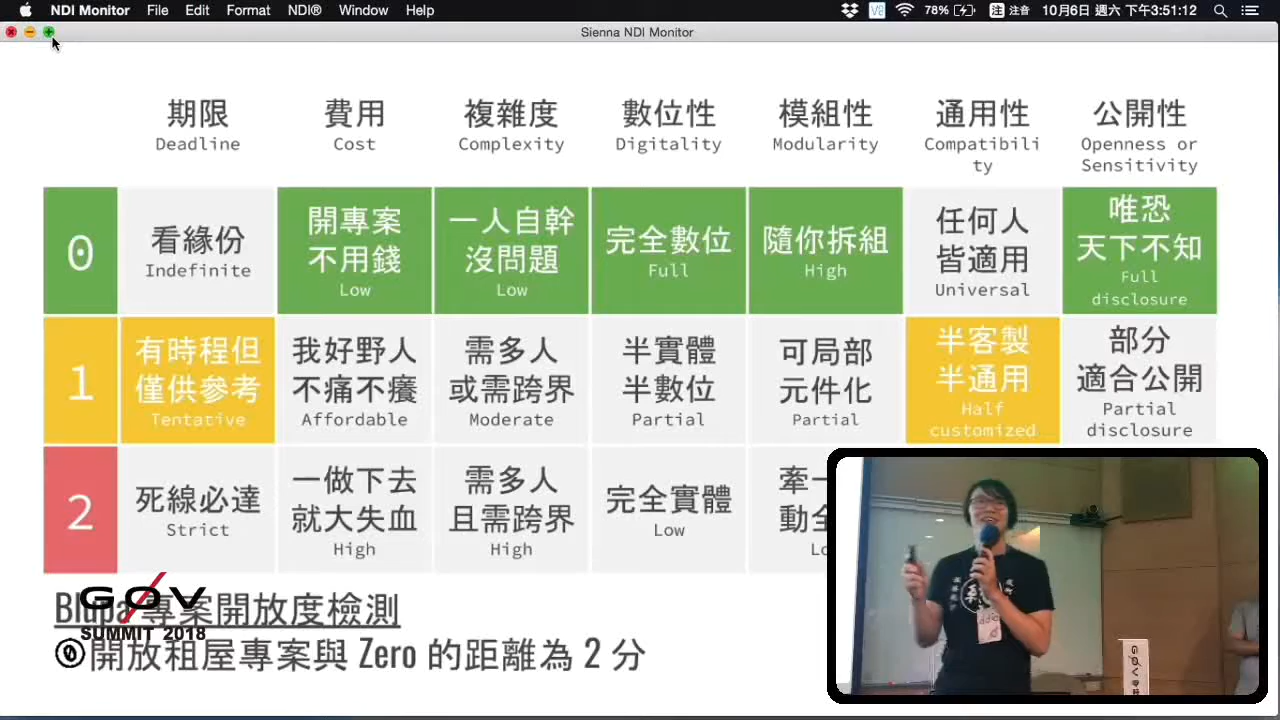 NDI Monitor File Edit Format NDI® Window Help
78% 注 注音 10月6日 週六 下午3:51:12
Sienna NDI Monitor
期限 費用 複雜度 數位性 模組性 通用性 公開性
Deadline Cost Complexity Digitality Modularity Compatibili Openness or
ty Sensitivity
0
看緣份
Indefinite
開專案
不用錢
Low
一人自幹
沒問題
Low
完全數位
Full
隨你拆組
High
任何人
皆適用
Universal
唯恐
天下不知
Full
disclosure
1
有時程但
僅供參考
Tentative
我好野人
不痛不癢
Affordable
需多人
或需跨界
Moderate
半實體
半數位
Partial
可局部
元件化
Partial
半客製
半通用
Half
customized
部分
適合公開
Partial
disclosure
2
死線必達
Strict
一做下去
就大失血
High
需多人
且需跨界
High
完全實體
Low
牽一
動全
Lo
Blupa 專案開放度檢測
GØV
SUMMIT 2018
開放租屋專案與 Zero 的距離為 2 分